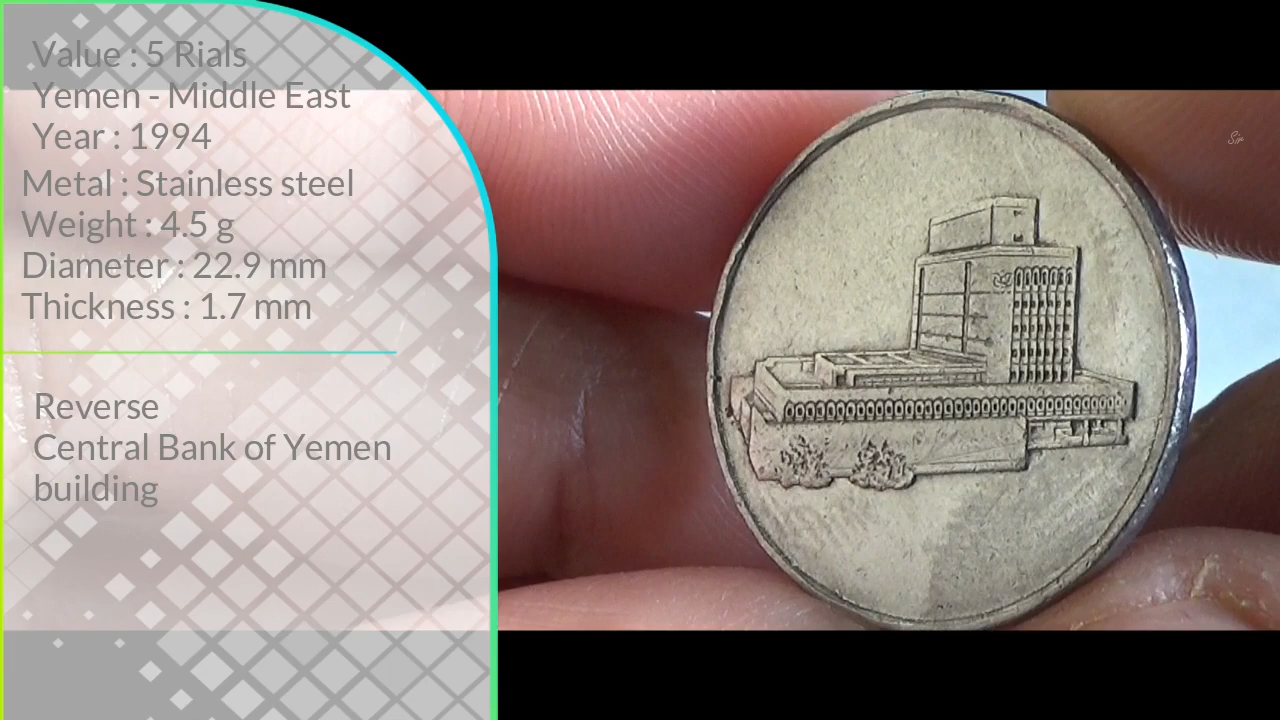 Value : 5 Rials
Yemen - Middle East
Year : 1994
Metal : Stainless steel
Weight : 4.5 g
Diameter : 22.9 mm
Thickness : 1.7 mm
Reverse
Central Bank of Yemen
building